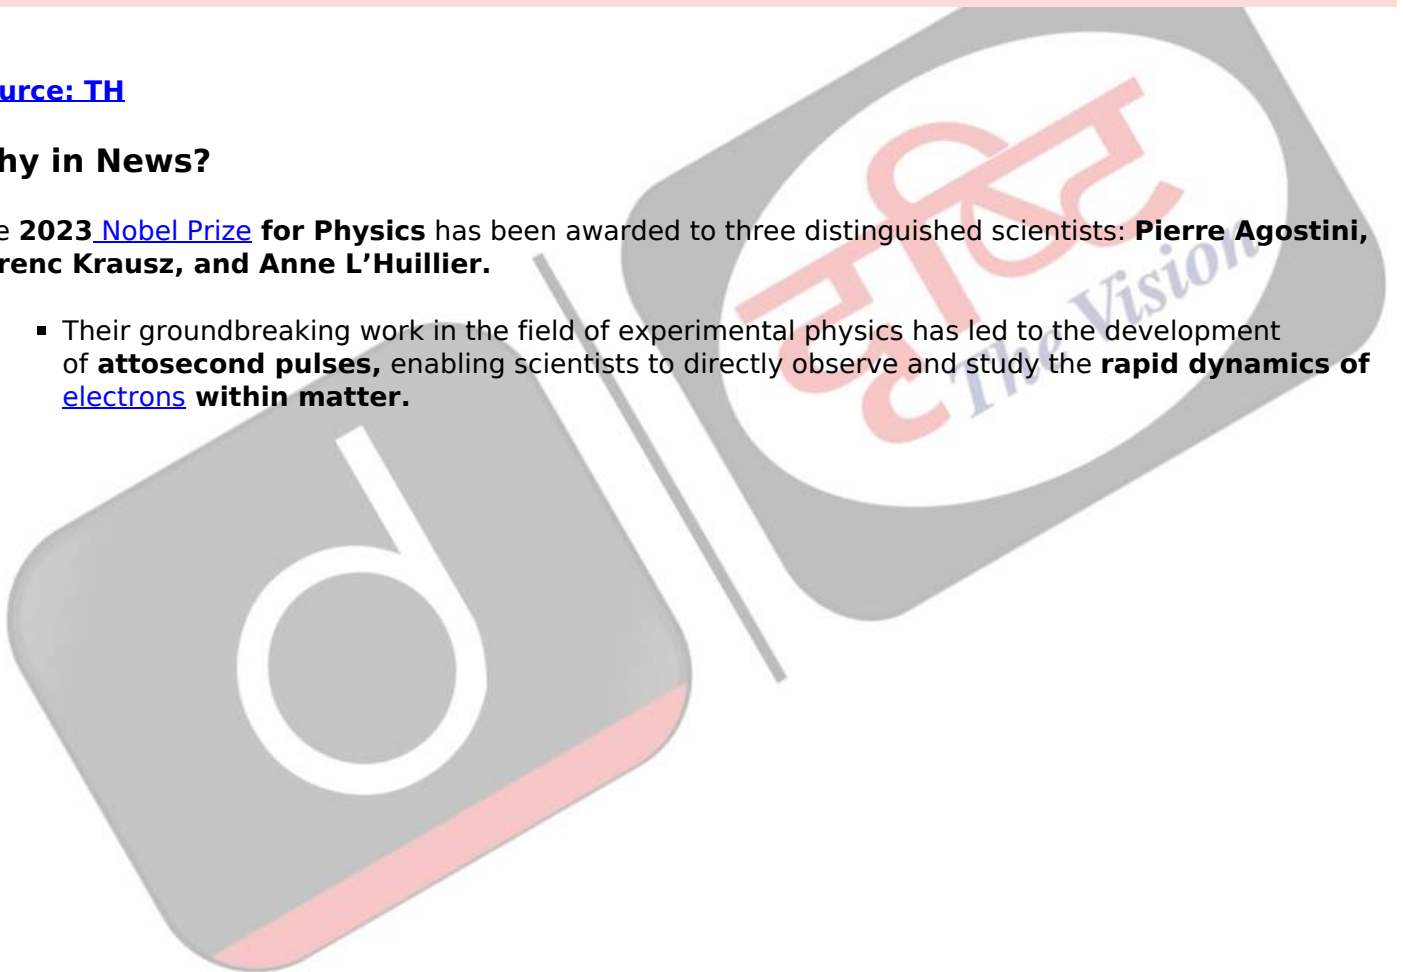 urce: TH
hy in News?
e 2023 Nobel Prize for Physics has been awarded to three distinguished scientists: Pierre Agostini,
renc Krausz, and Anne L’Huillier.
▪ Their groundbreaking work in the field of experimental physics has led to the development
of attosecond pulses, enabling scientists to directly observe and study the rapid dynamics of
electrons within matter.
दृष्टि
The Vision